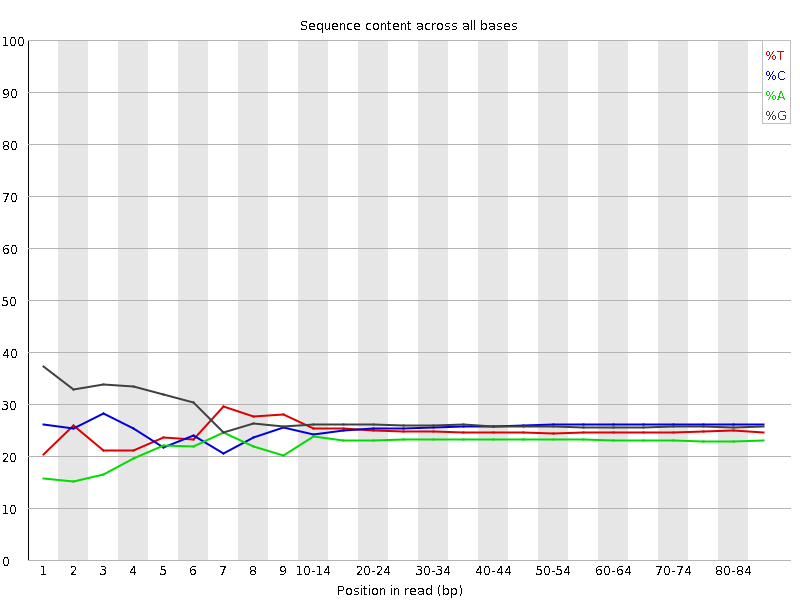 Sequence content across all bases
100
90
80
70
60
50
40
30
20
10
0
%T
%C
%A
%G
1 2 3 4 5 6 7 8 9 10-14 20-24 30-34 40-44 50-54 60-64 70-74 80-84
Position in read (bp)